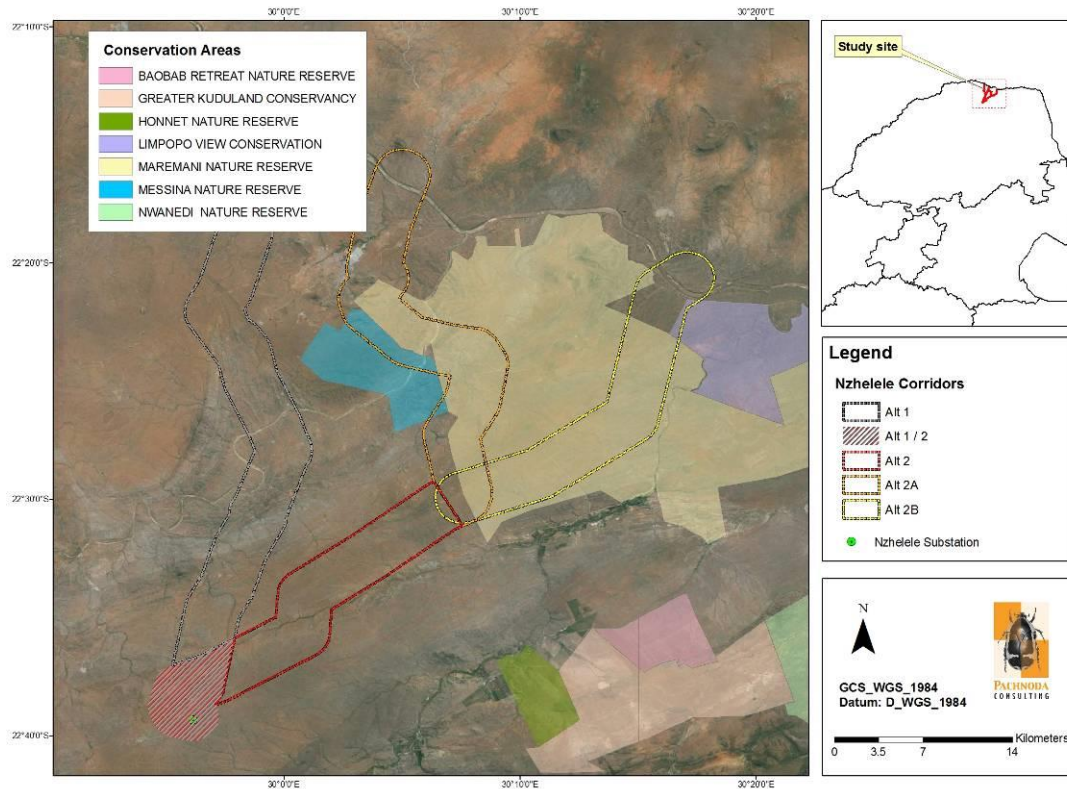 30°0'0"E
30°10'0"E
30°20'0"E
22°10'0"S
22°20'0"S
22°30'0"S
22°40'0"S
Conservation Areas
BAOBAB RETREAT NATURE RESERVE
GREATER KUDULAND CONSERVANCY
HONNET NATURE RESERVE
LIMPOPO VIEW CONSERVATION
MAREMANI NATURE RESERVE
MESSINA NATURE RESERVE
NWANEDI NATURE RESERVE
30°0'0"E
30°10'0"E
30°20'0"E
Study site
Legend
Nzhelele Corridors
Alt 1
Alt 1 / 2
Alt 2
Alt 2A
Alt 2B
Nzhelele Substation
N
GCS_WGS_1984
Datum: D_WGS_1984
PACHNODA
CONSULTING
Kilometers
0 3.5 7 14